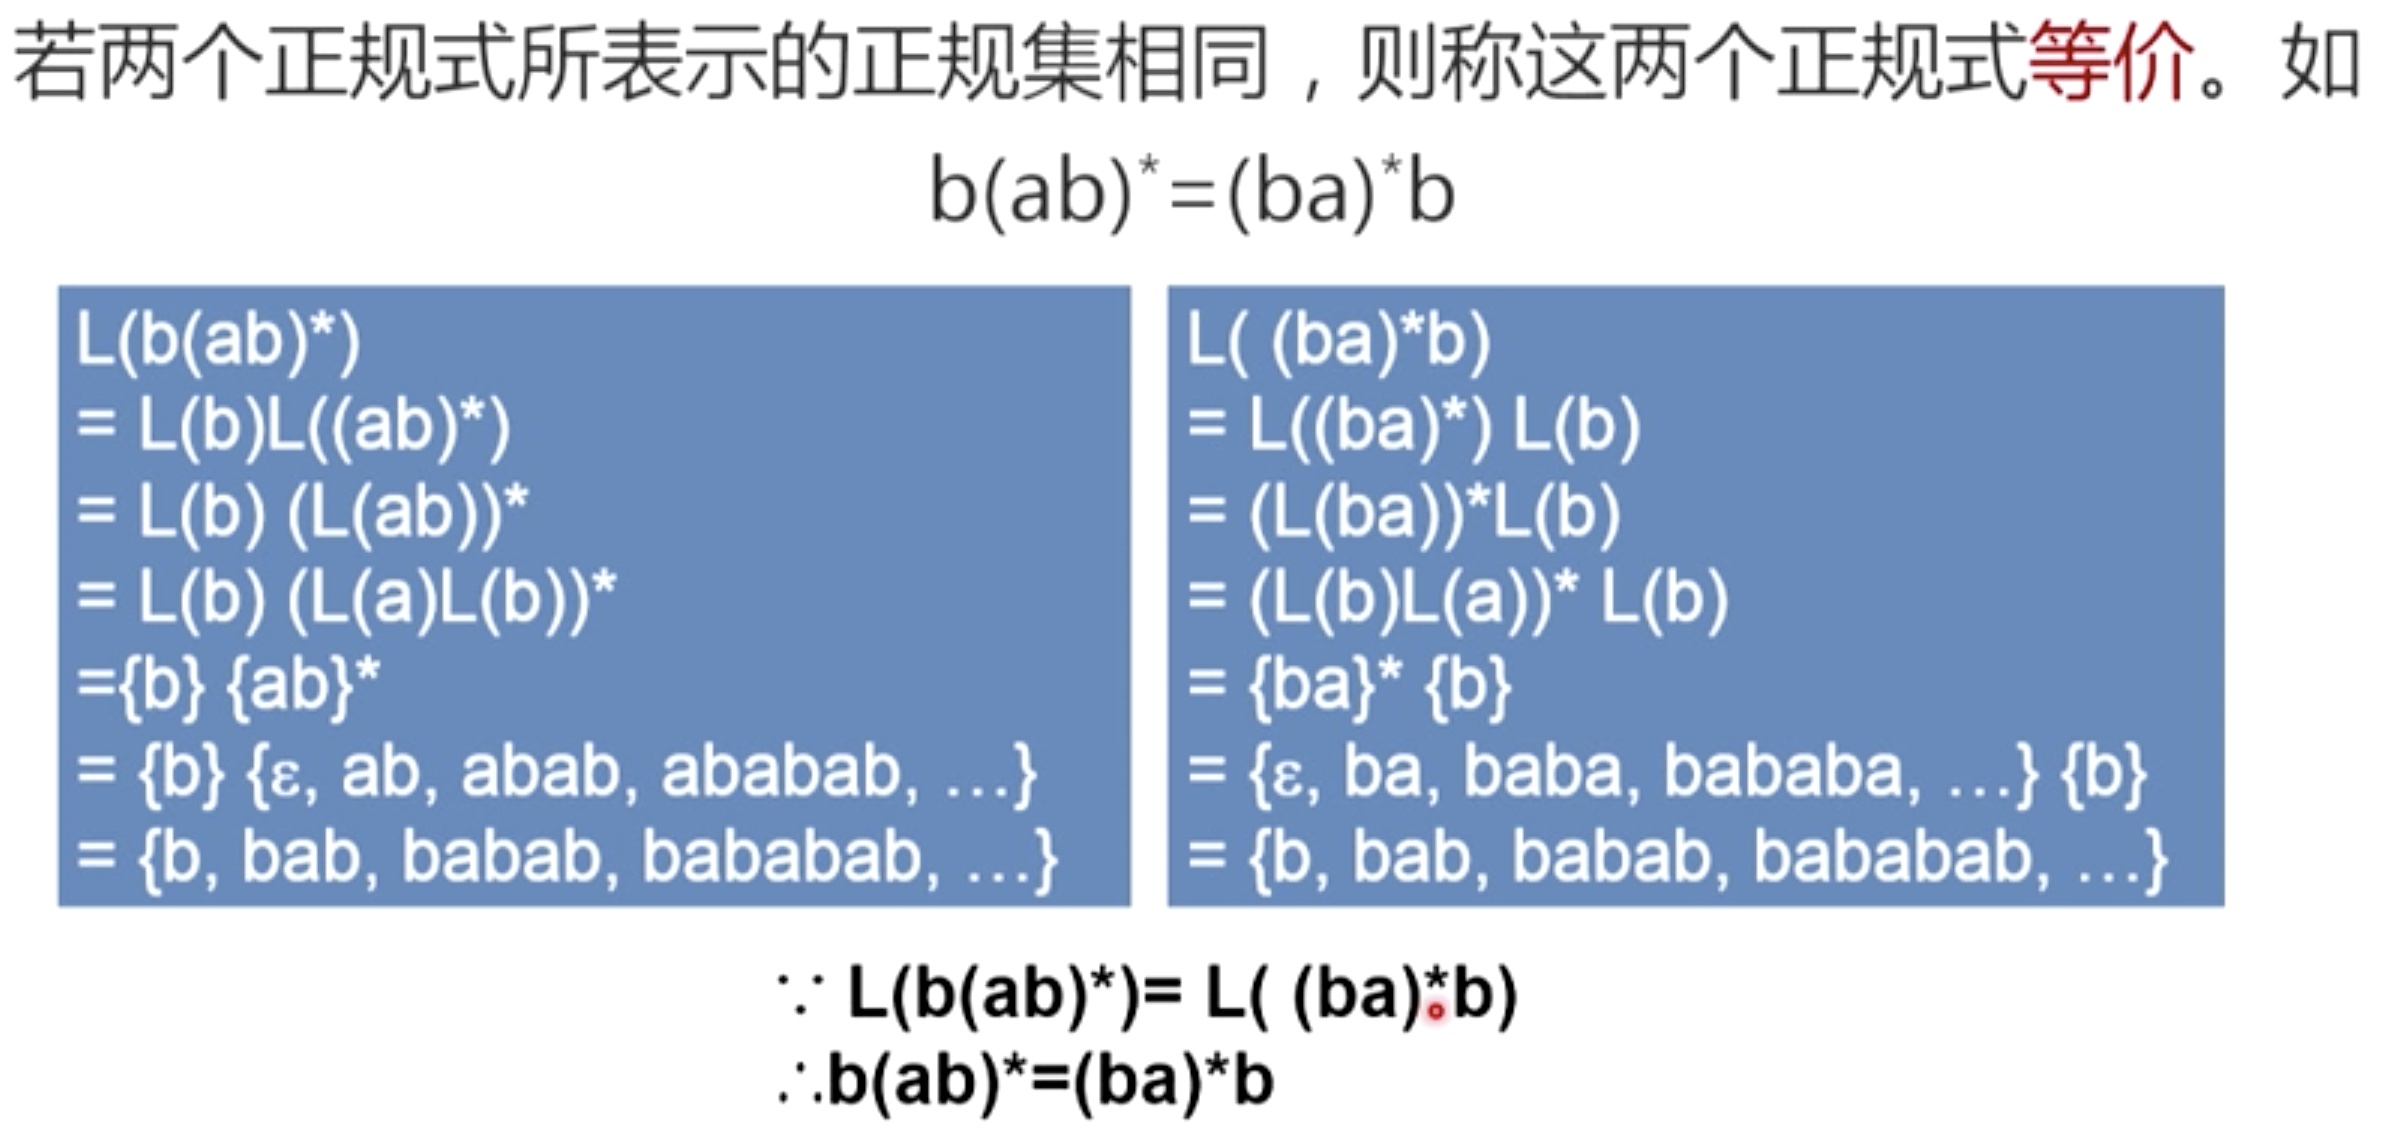 若两个正规式所表示的正规集相同，则称这两个正规式等价。如
b(ab)*=(ba)*b
L(b(ab)*)
= L(b)L((ab)*)
= L(b) (L(ab))*
= L(b) (L(a)L(b))*
={b} {ab}*
= {b} {ε, ab, abab, ababab, …}
= {b, bab, babab, bababab, …}
L( (ba)*b)
= L((ba)*) L(b)
= (L(ba))*L(b)
= (L(b)L(a))* L(b)
= {ba}* {b}
= {ε, ba, baba, bababa, …} {b}
= {b, bab, babab, bababab, …}
∵ L(b(ab)*)= L( (ba)*b)
∴b(ab)*=(ba)*b